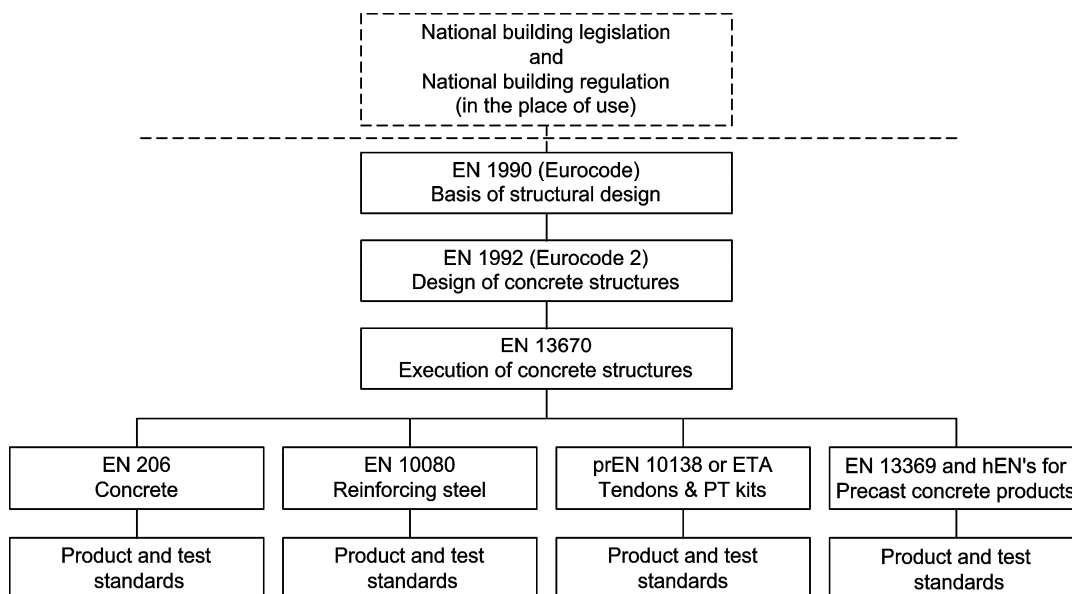 National building legislation
and
National building regulation
(in the place of use)
EN 1990 (Eurocode)
Basis of structural design
EN 1992 (Eurocode 2)
Design of concrete structures
EN 13670
Execution of concrete structures
EN 206
Concrete
EN 10080
Reinforcing steel
prEN 10138 or ETA
Tendons & PT kits
EN 13369 and hEN's for
Precast concrete products
Product and test
standards
Product and test
standards
Product and test
standards
Product and test
standards